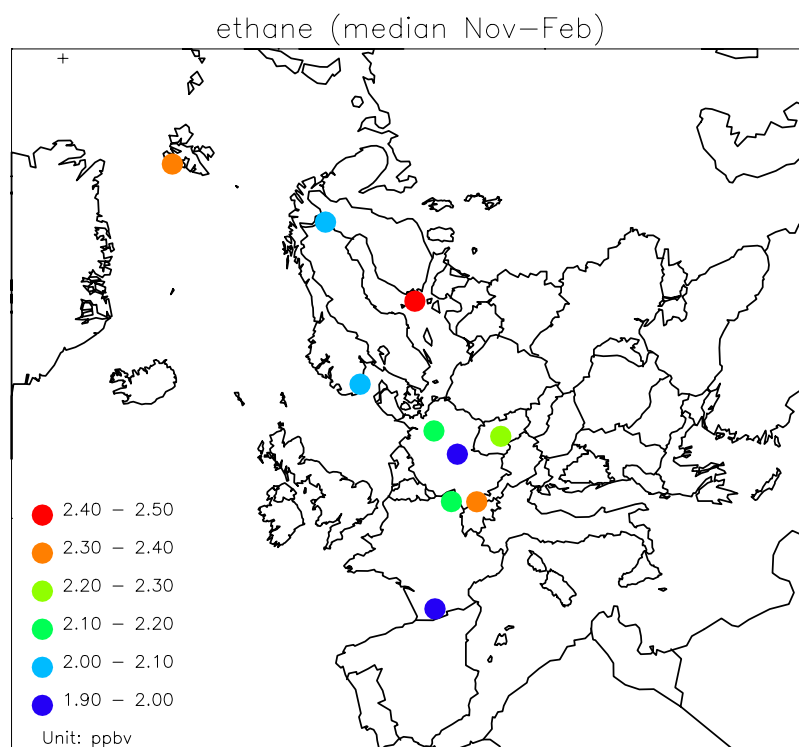 ethane (median Nov–Feb)
2.40 – 2.50
2.30 – 2.40
2.20 – 2.30
2.10 – 2.20
2.00 – 2.10
1.90 – 2.00
Unit: ppbv